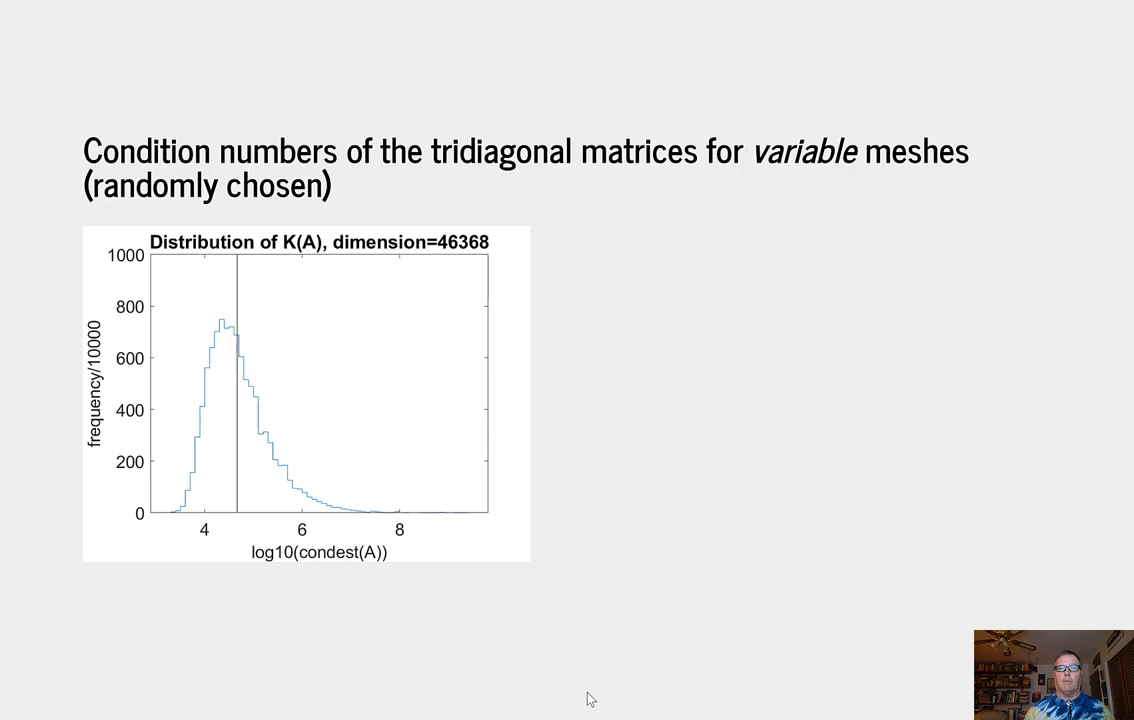 Condition numbers of the tridiagonal matrices for variable meshes
(randomly chosen)
Distribution of K(A), dimension=46368
1000
800
600
400
200
0
frequency/10000
4 6 8
log10(condest(A))